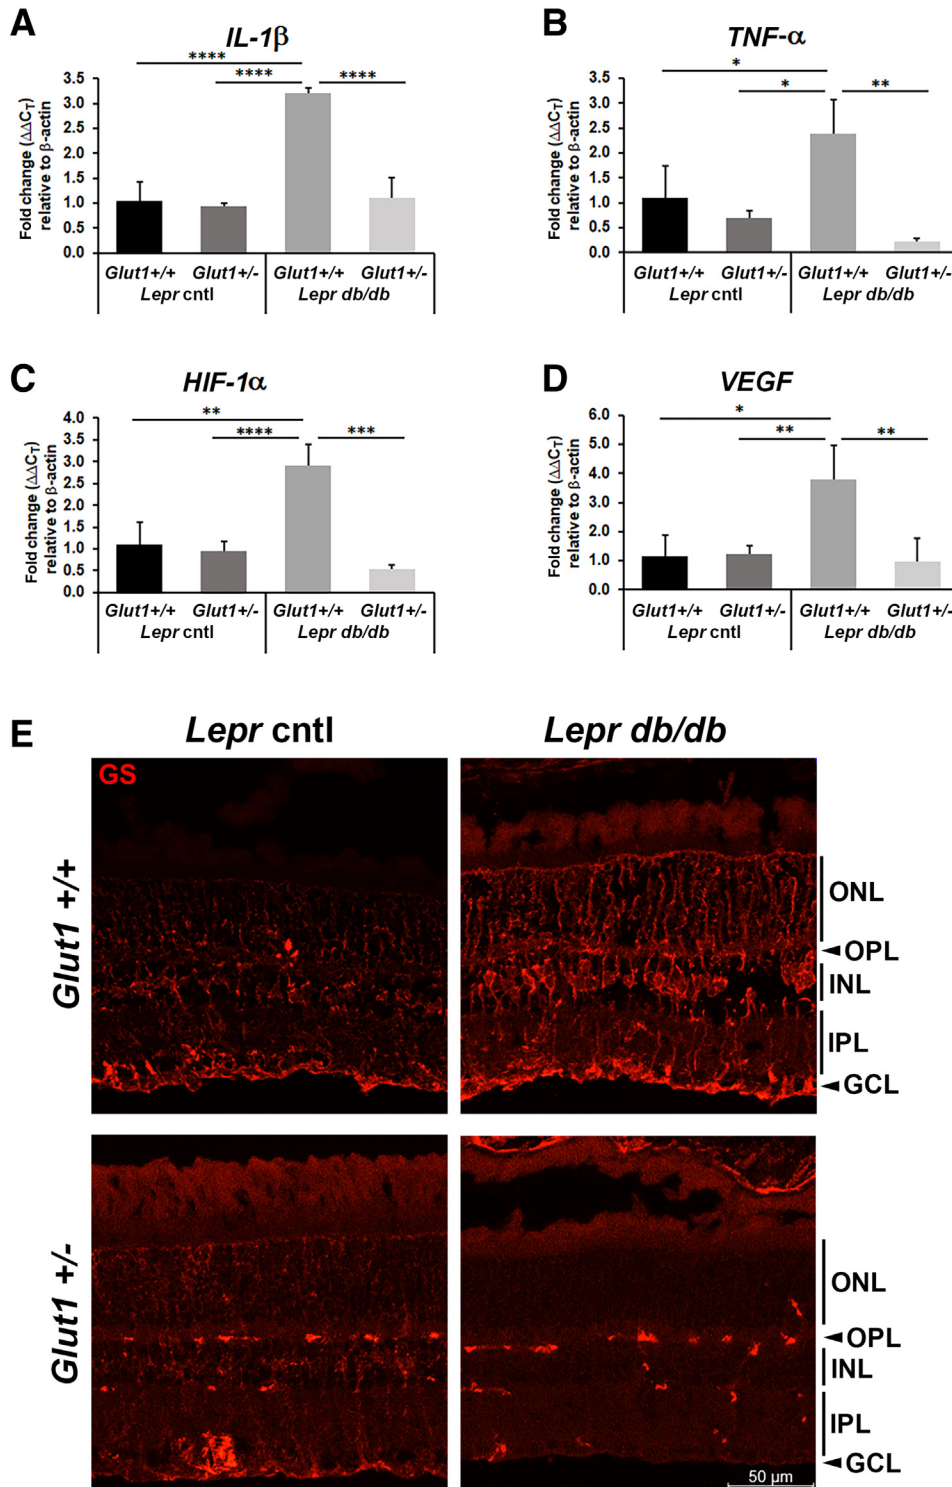 A
IL-1β
****
**** ****
Fold change (ΔΔCT)
relative to β-actin
3.5
3.0
2.5
2.0
1.5
1.0
0.5
0.0
Glut1+/+ Glut1+/- Glut1+/+ Glut1+/-
Lepr cntl Lepr db/db
B
TNF-α
*
* **
Fold change (ΔΔCT)
relative to β-actin
3.5
3.0
2.5
2.0
1.5
1.0
0.5
0.0
Glut1+/+ Glut1+/- Glut1+/+ Glut1+/-
Lepr cntl Lepr db/db
C
HIF-1α
**
**** ***
Fold change (ΔΔCT)
relative to β-actin
4.0
3.5
3.0
2.5
2.0
1.5
1.0
0.5
0.0
Glut1+/+ Glut1+/- Glut1+/+ Glut1+/-
Lepr cntl Lepr db/db
D
VEGF
*
** **
Fold change (ΔΔCT)
relative to β-actin
6.0
5.0
4.0
3.0
2.0
1.0
0.0
Glut1+/+ Glut1+/- Glut1+/+ Glut1+/-
Lepr cntl Lepr db/db
E
Lepr cntl Lepr db/db
Glut1 +/+
GS
ONL
OPL
INL
IPL
GCL
Glut1 +/-
ONL
OPL
INL
IPL
GCL
50 µm